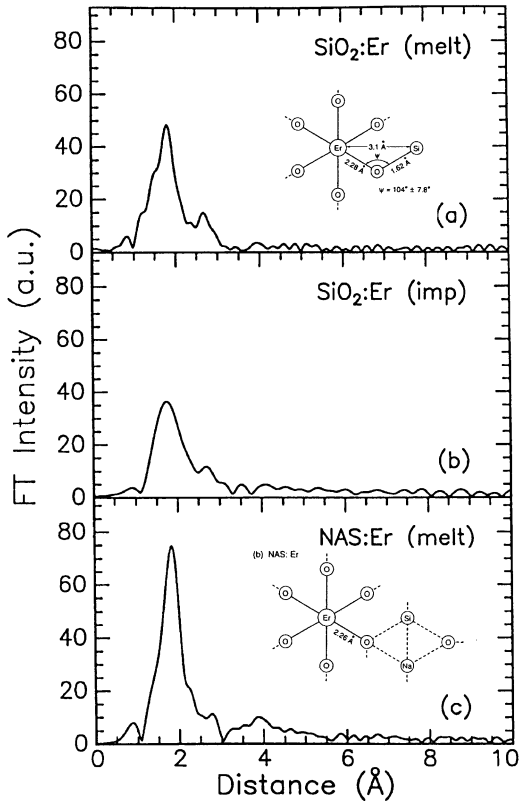 80
60
40
20
0
SiO2:Er (melt)
O
O
O
Er
3.1 Å
Si
ψ
2.28 Å
1.62 Å
O
O
O
ψ = 104° ± 7.8°
(a)
80
60
40
20
0
SiO2:Er (imp)
(b)
FT Intensity (a.u.)
80
60
40
20
0
NAS:Er (melt)
(b) NAS: Er
O
O
O
Er
Si
2.26 Å
O
O
O
O
Na
(c)
0 2 4 6 8 10
Distance (Å)